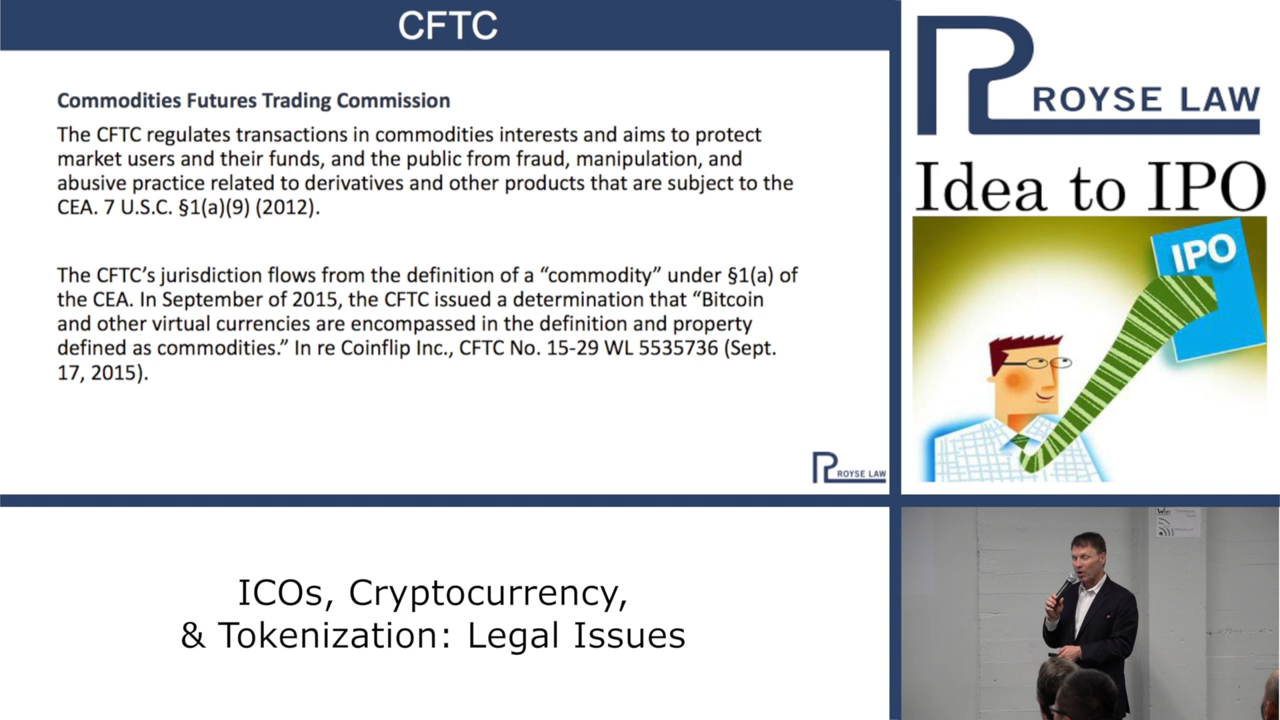 CFTC
Commodities Futures Trading Commission
The CFTC regulates transactions in commodities interests and aims to protect
market users and their funds, and the public from fraud, manipulation, and
abusive practice related to derivatives and other products that are subject to the
CEA. 7 U.S.C. §1(a)(9) (2012).
The CFTC’s jurisdiction flows from the definition of a “commodity” under §1(a) of
the CEA. In September of 2015, the CFTC issued a determination that “Bitcoin
and other virtual currencies are encompassed in the definition and property
defined as commodities.” In re Coinflip Inc., CFTC No. 15-29 WL 5535736 (Sept.
17, 2015).
ROYSE LAW
ROYSE LAW
Idea to IPO
IPO
ICOs, Cryptocurrency,
& Tokenization: Legal Issues